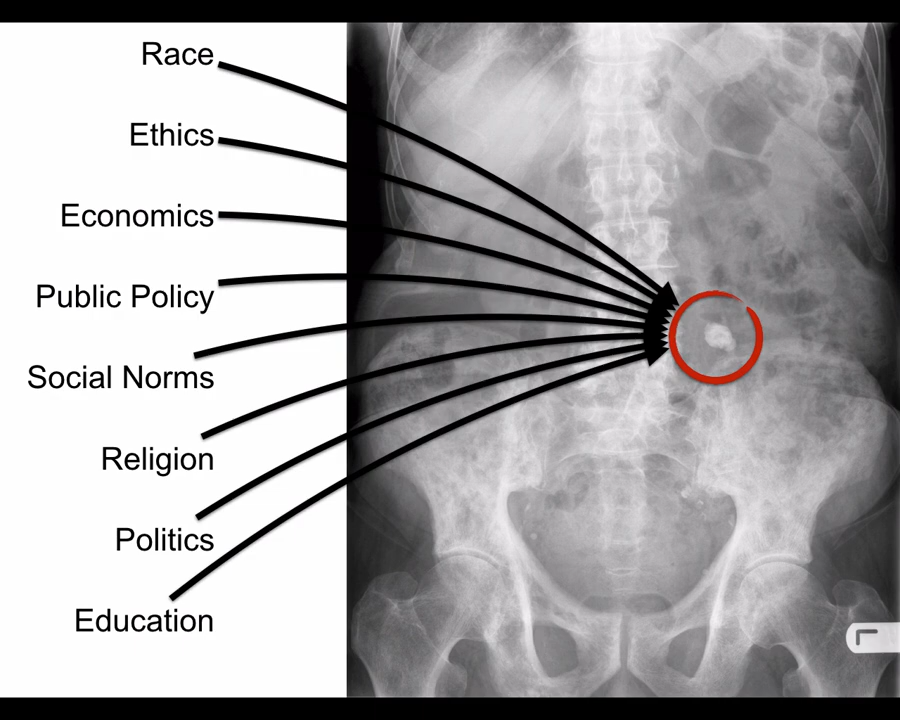 Race
Ethics
Economics
Public Policy
Social Norms
Religion
Politics
Education
L